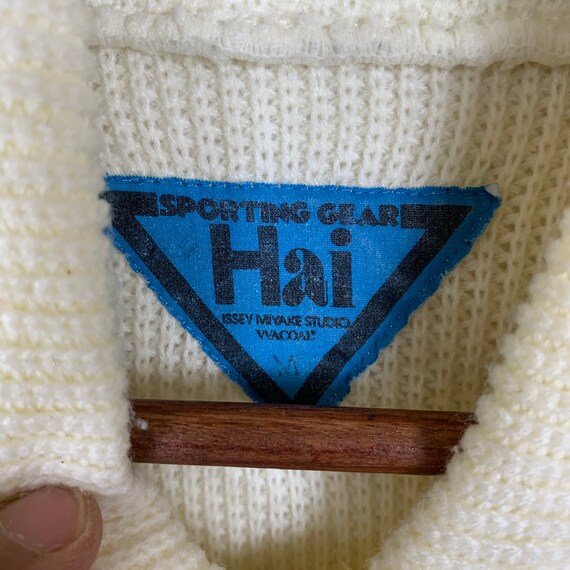 SPORTING GEAR
Hai
ISSEY MIYAKE STUDIO
WACOAL®
M